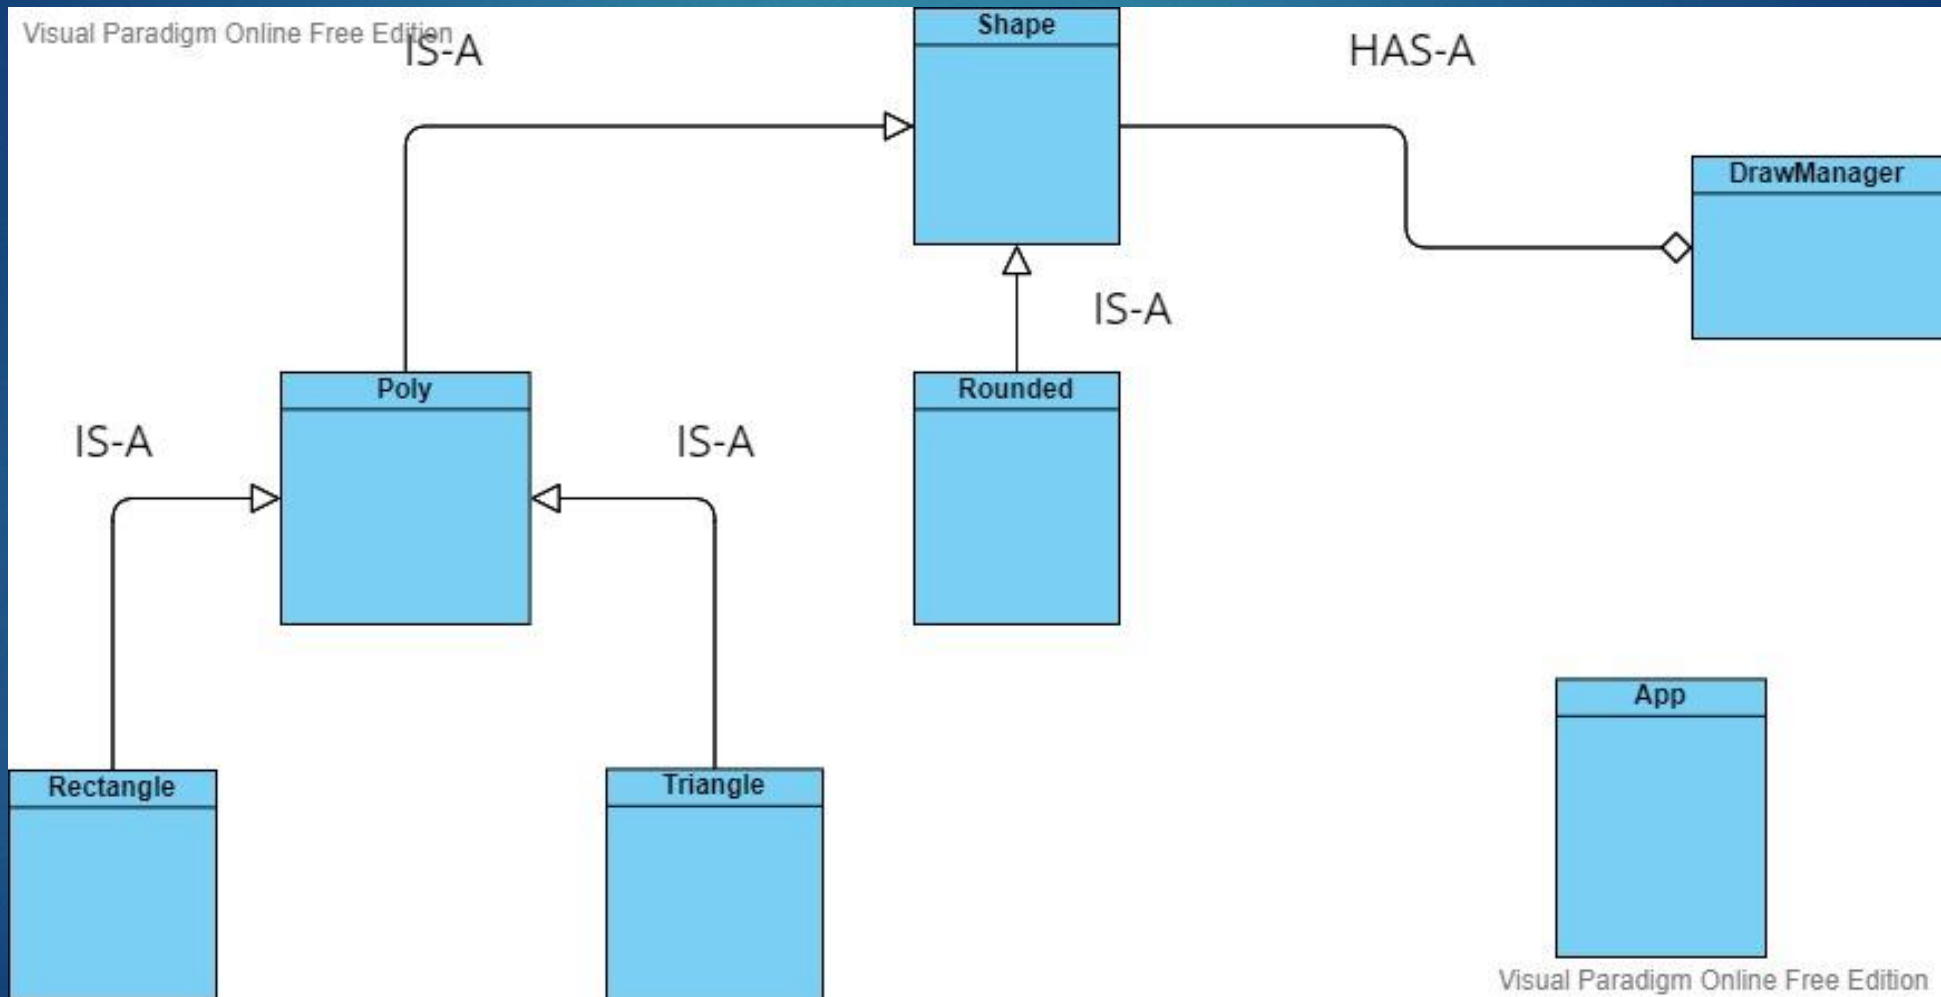 Visual Paradigm Online Free Edition
IS-A
Shape
HAS-A
DrawManager
IS-A
Poly
Rounded
IS-A
IS-A
App
Rectangle
Triangle
Visual Paradigm Online Free Edition